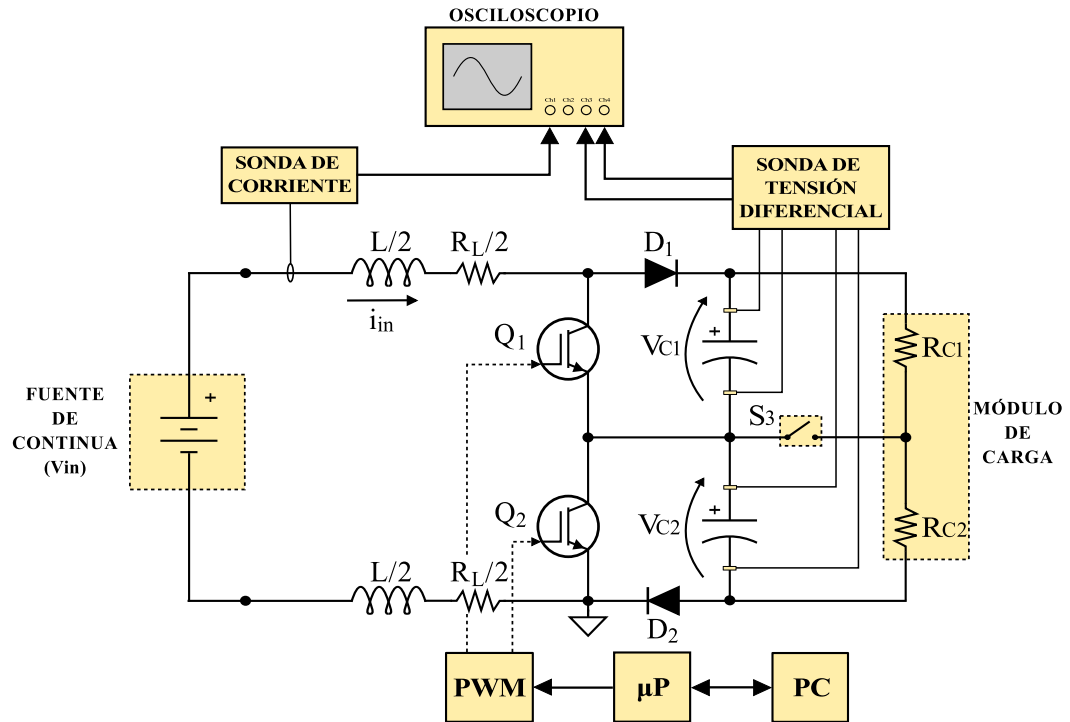 OSCILOSCOPIO
Ch1 Ch2 Ch3 Ch4
SONDA DE
CORRIENTE
SONDA DE
TENSIÓN
DIFERENCIAL
L/2
RL/2
D1
iin
Q1
VC1
+
RC1
S3
FUENTE
DE
CONTINUA
(Vin)
+
MÓDULO
DE
CARGA
Q2
VC2
+
RC2
L/2
RL/2
D2
PWM
µP
PC